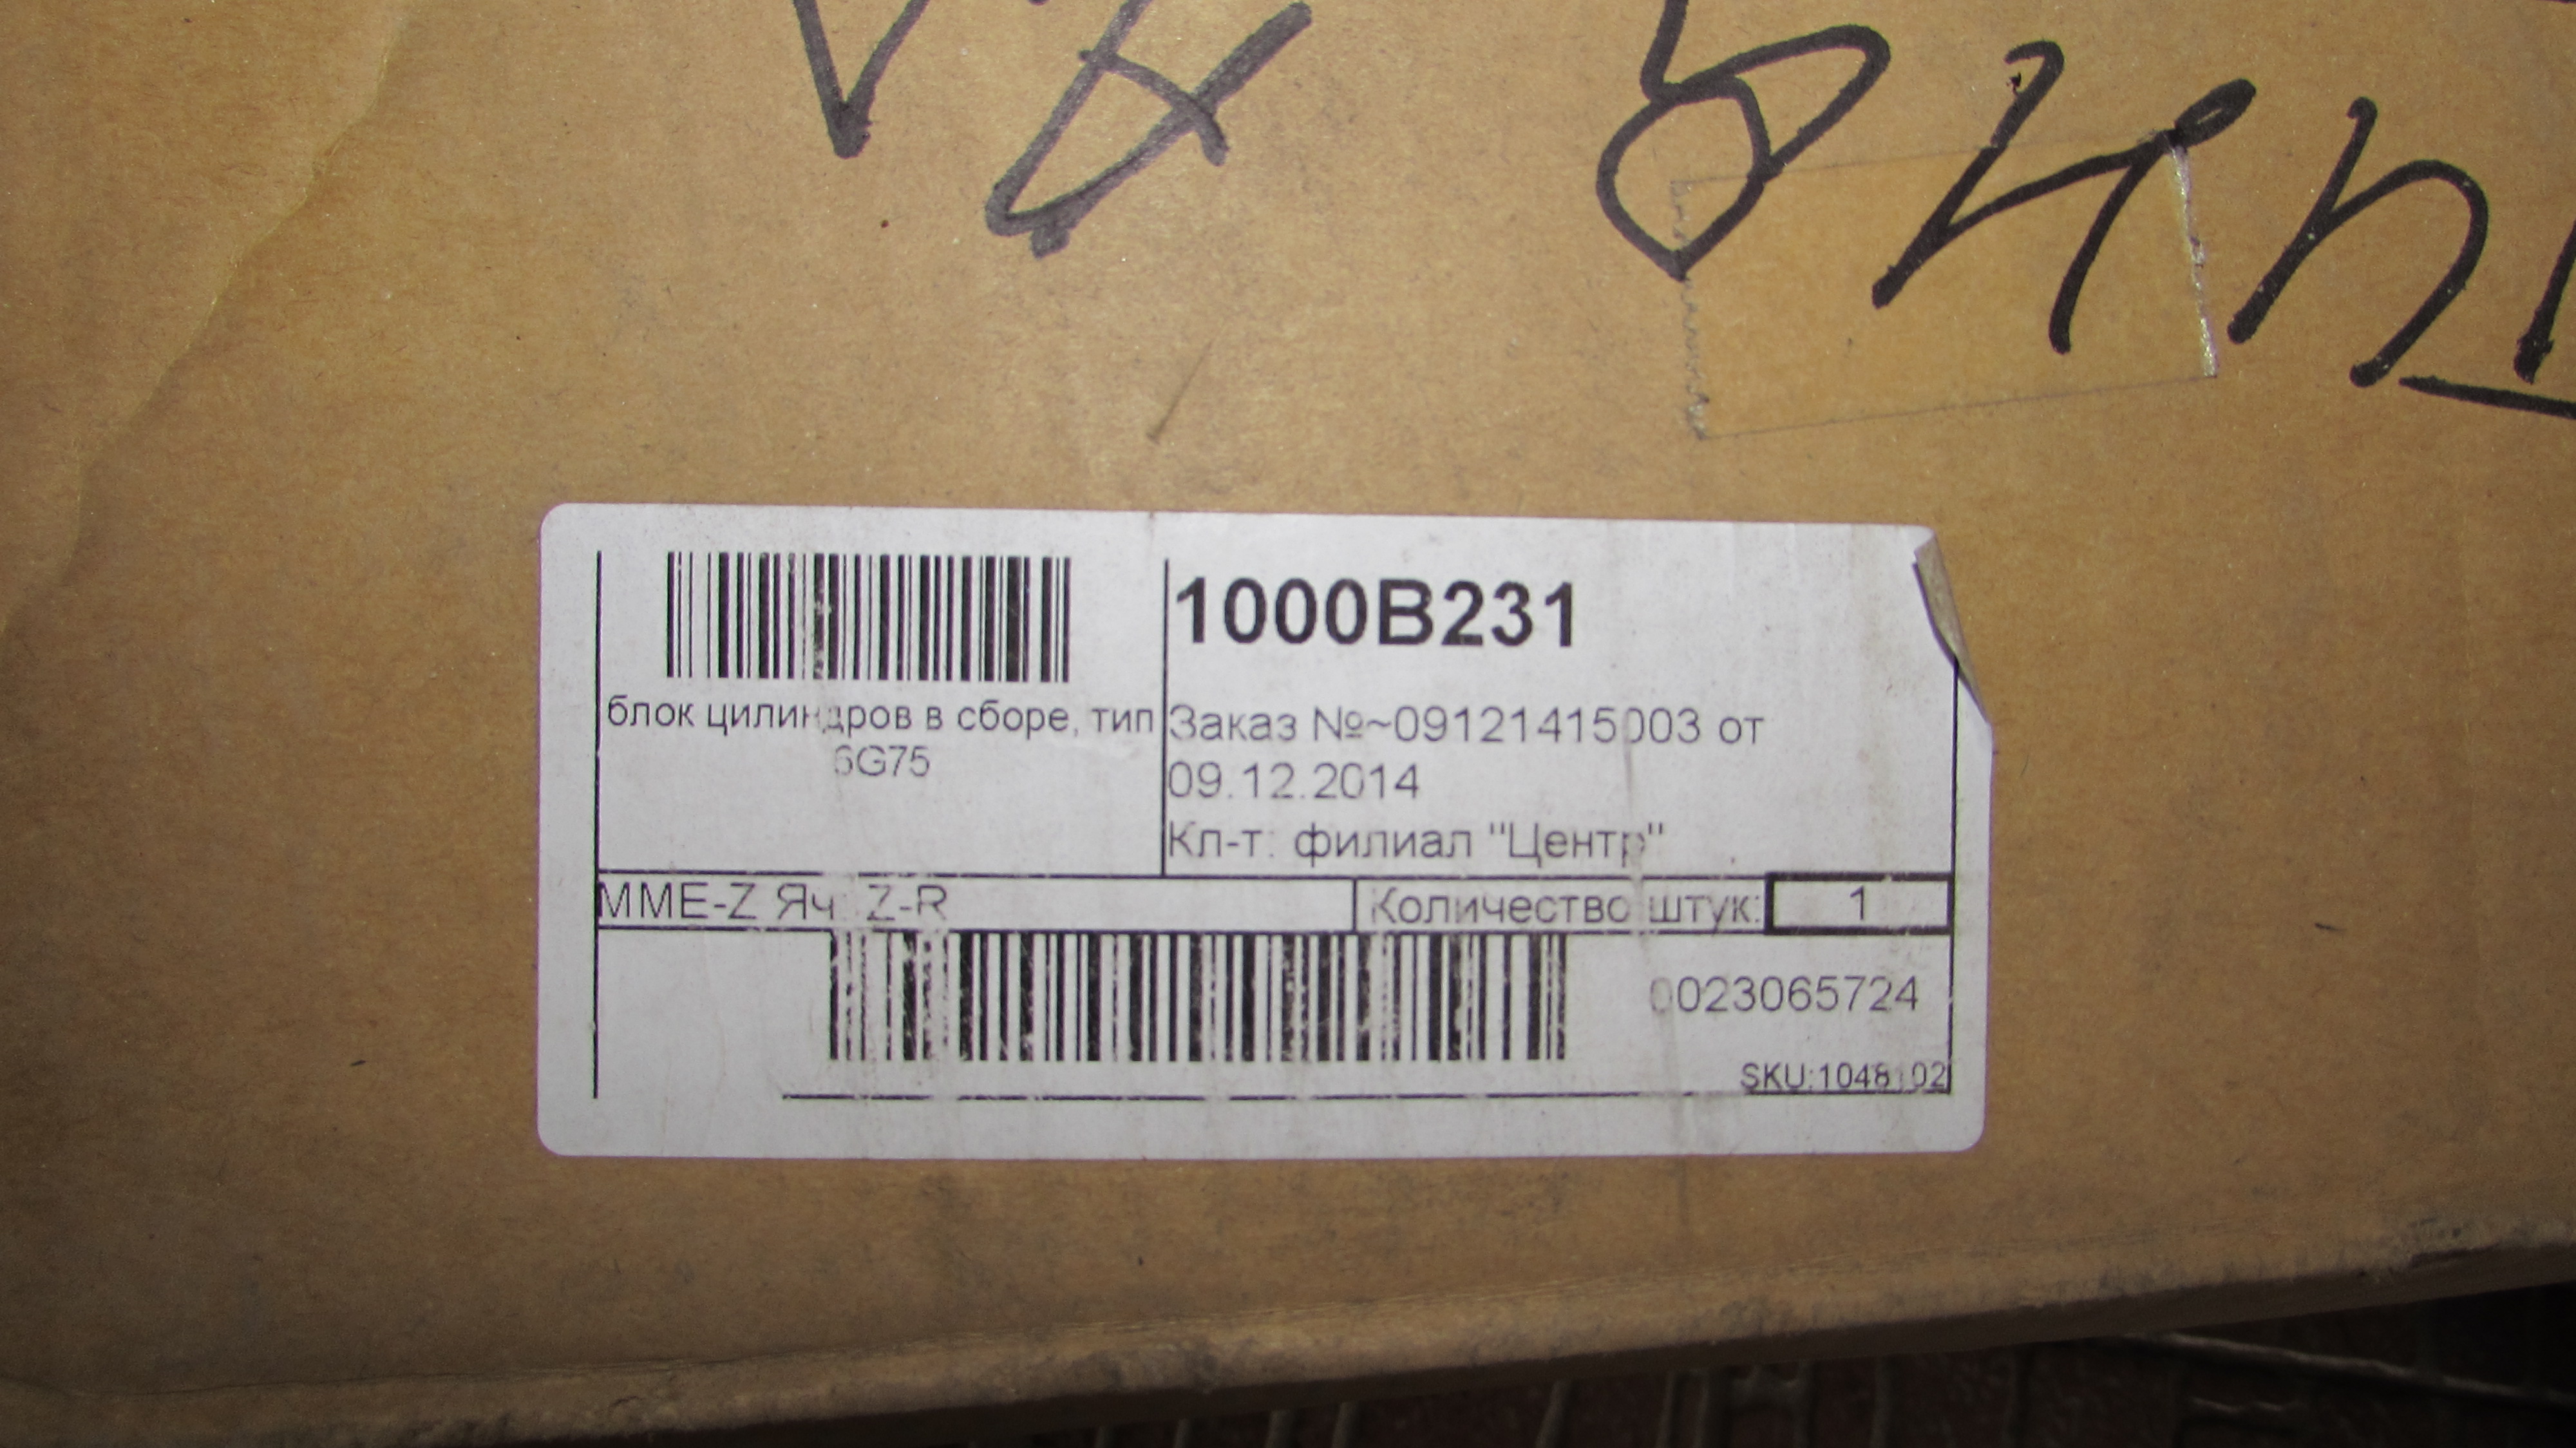 1000B231
блок цилиндров в сборе, тип
6G75
Заказ №~09121415003 от
09.12.2014
Кл-т: филиал "Центр"
MME-Z Яч: Z-R
Количество штук:
1
0023065724